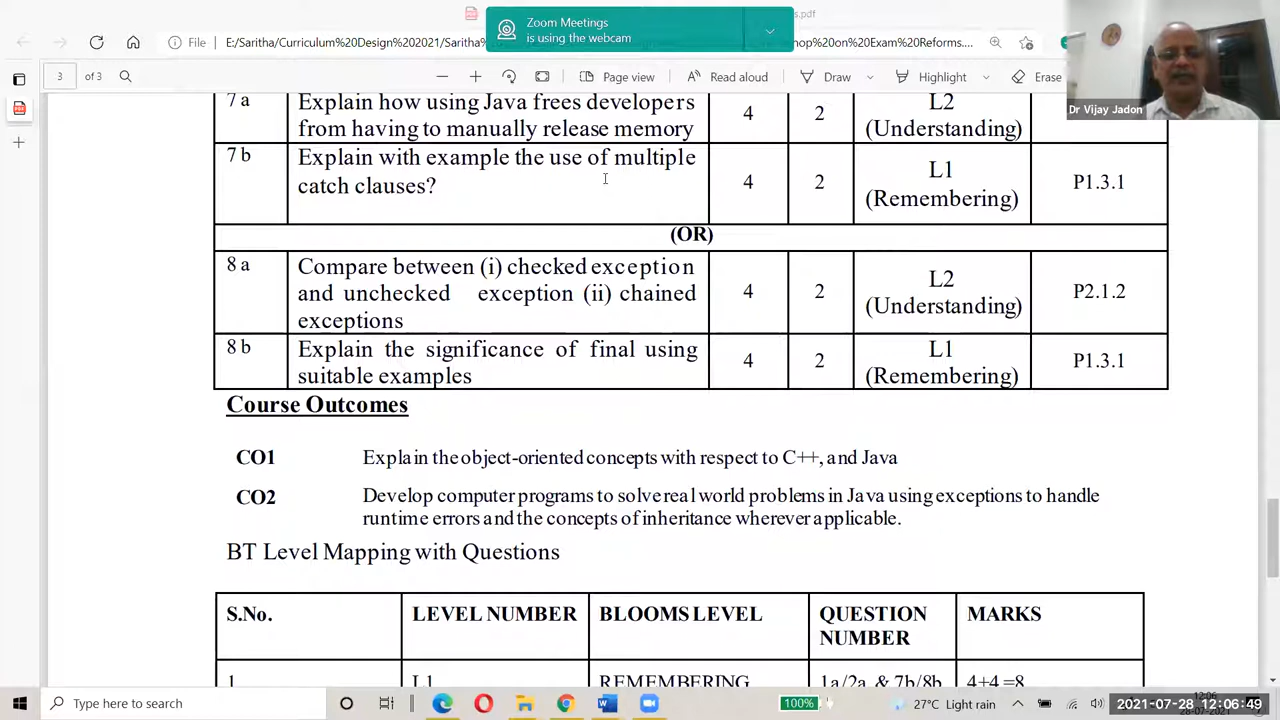 Zoom Meetings
is using the webcam
s.pdf
File
E:/Saritha/Curriculum%20Design%202021/Saritha
hop%20on%20Exam%20Reforms....
3 of 3
Page view
Read aloud
Draw
Highlight
Erase
Dr Vijay Jadon
7 a Explain how using Java frees developers from having to manually release memory 4 2 L2 (Understanding)
7 b Explain with example the use of multiple catch clauses? 4 2 L1 (Remembering) P1.3.1
(OR)
8 a Compare between (i) checked exception and unchecked exception (ii) chained exceptions 4 2 L2 (Understanding) P2.1.2
8 b Explain the significance of final using suitable examples 4 2 L1 (Remembering) P1.3.1
Course Outcomes
CO1 Explain the object-oriented concepts with respect to C++, and Java
CO2 Develop computer programs to solve real world problems in Java using exceptions to handle
runtime errors and the concepts of inheritance wherever applicable.
BT Level Mapping with Questions
S.No. LEVEL NUMBER BLOOMS LEVEL QUESTION NUMBER MARKS
1 L1 REMEMBERING 1a/2a & 7b/8b 4+4 =8
Type here to search
100%
27°C Light rain
12:06
2021-07-28 12:06:49